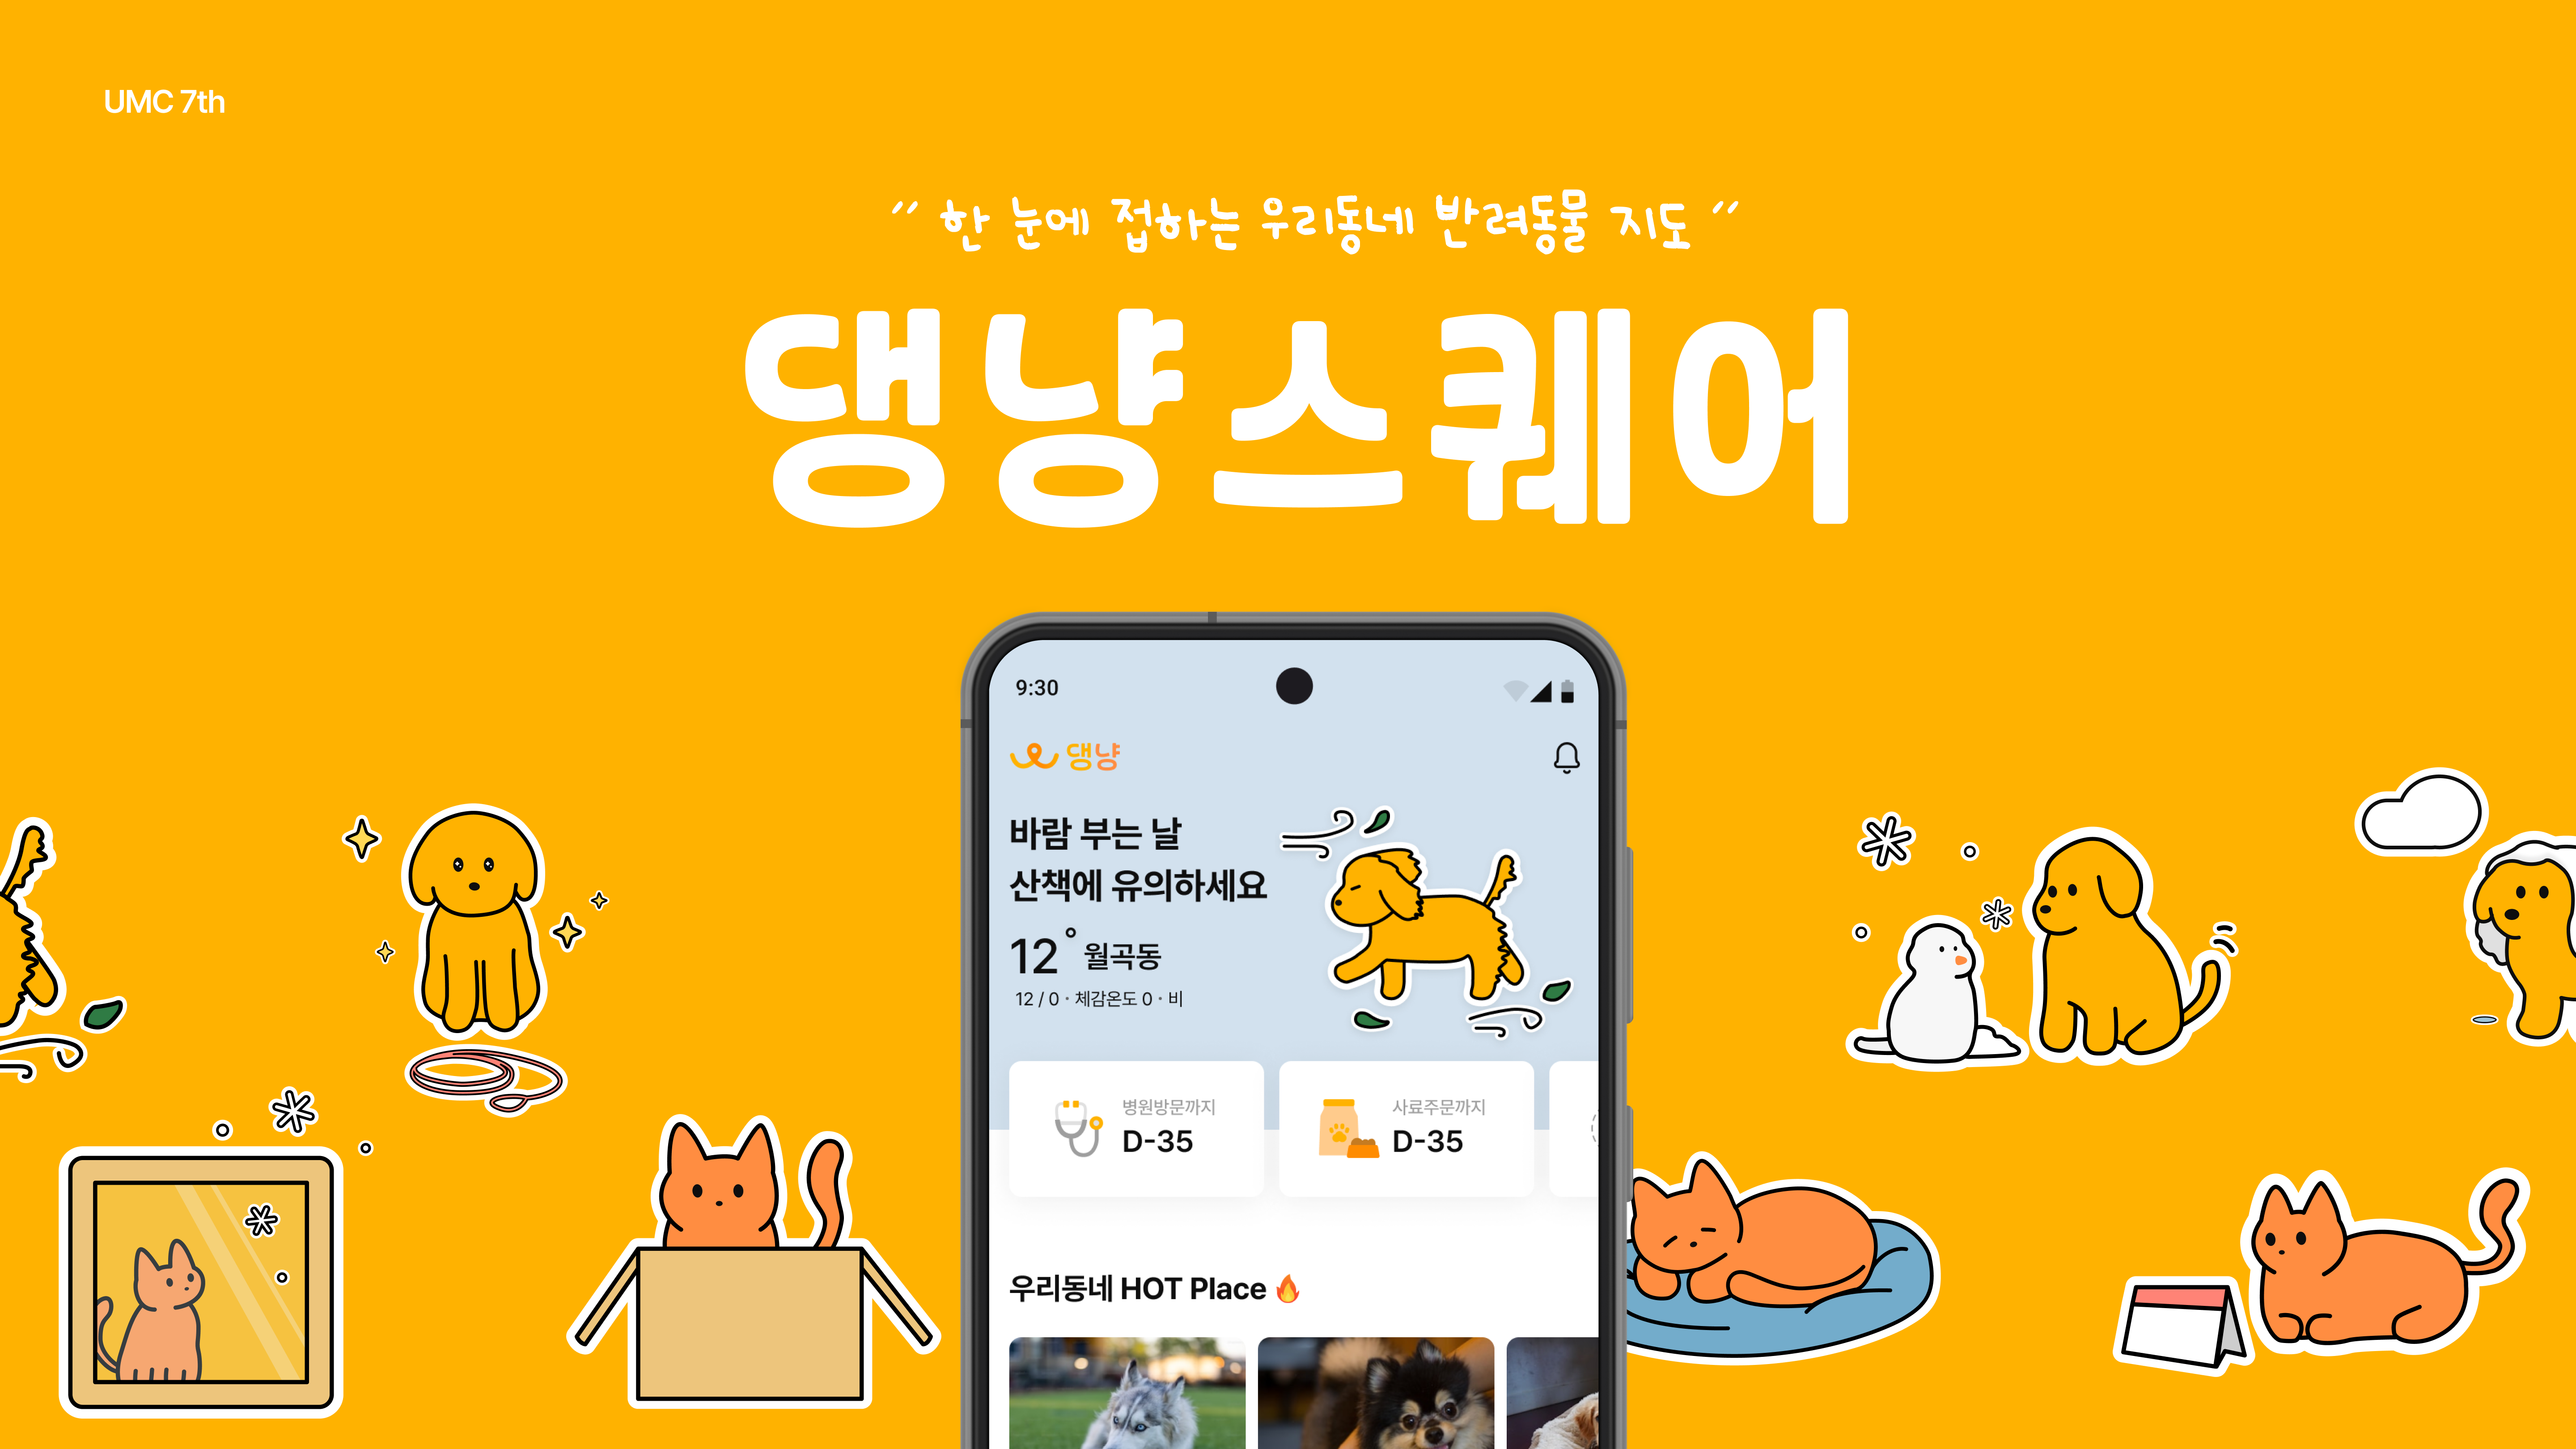 UMC 7th
〃 한 눈에 접하는 우리동네 반려동물 지도 〃
댕냥스퀘어
9:30
댕냥
바람 부는 날
산책에 유의하세요
12° 월곡동
12 / 0 · 체감온도 0 · 비
병원방문까지
D-35
사료주문까지
D-35
우리동네 HOT Place 🔥